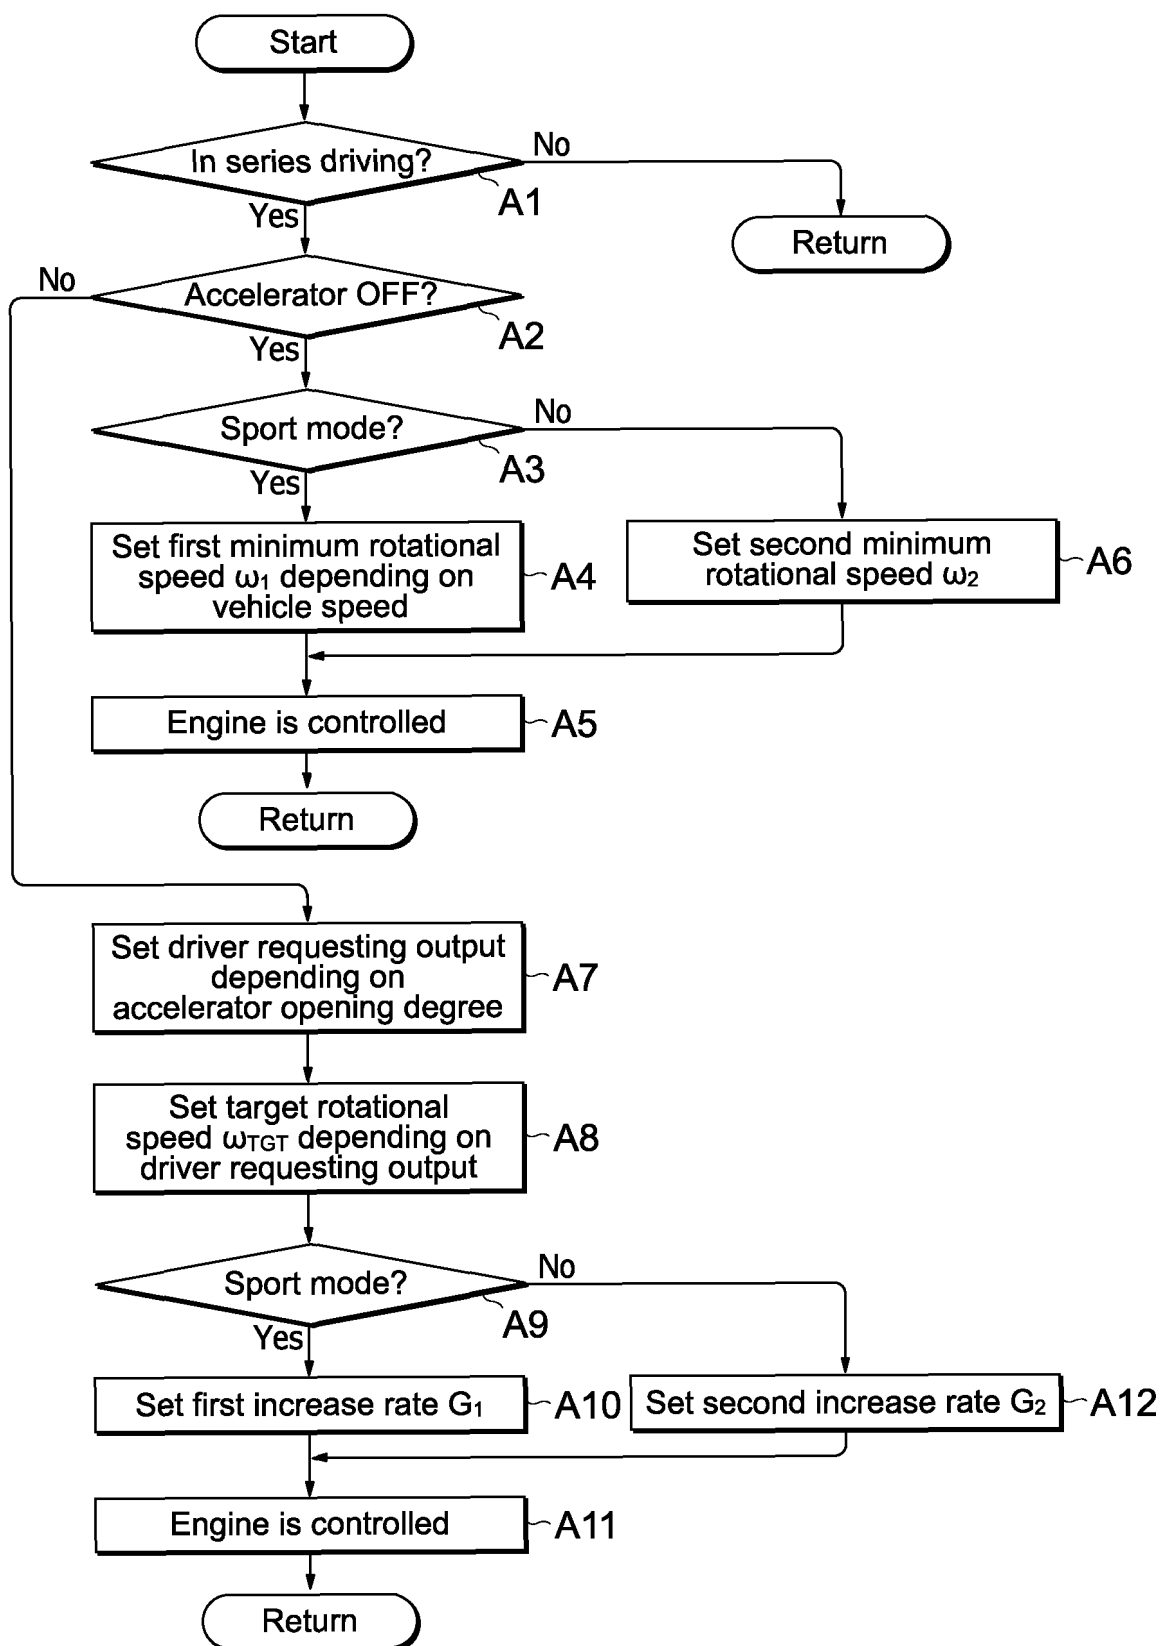 Start
In series driving?
No
A1
Yes
Return
No
Accelerator OFF?
A2
Yes
Sport mode?
No
A3
Yes
Set first minimum rotational
speed ω₁ depending on
vehicle speed
A4
Set second minimum
rotational speed ω₂
A6
Engine is controlled
A5
Return
Set driver requesting output
depending on
accelerator opening degree
A7
Set target rotational
speed ωTGT depending on
driver requesting output
A8
Sport mode?
No
A9
Yes
Set first increase rate G₁
A10
Set second increase rate G₂
A12
Engine is controlled
A11
Return